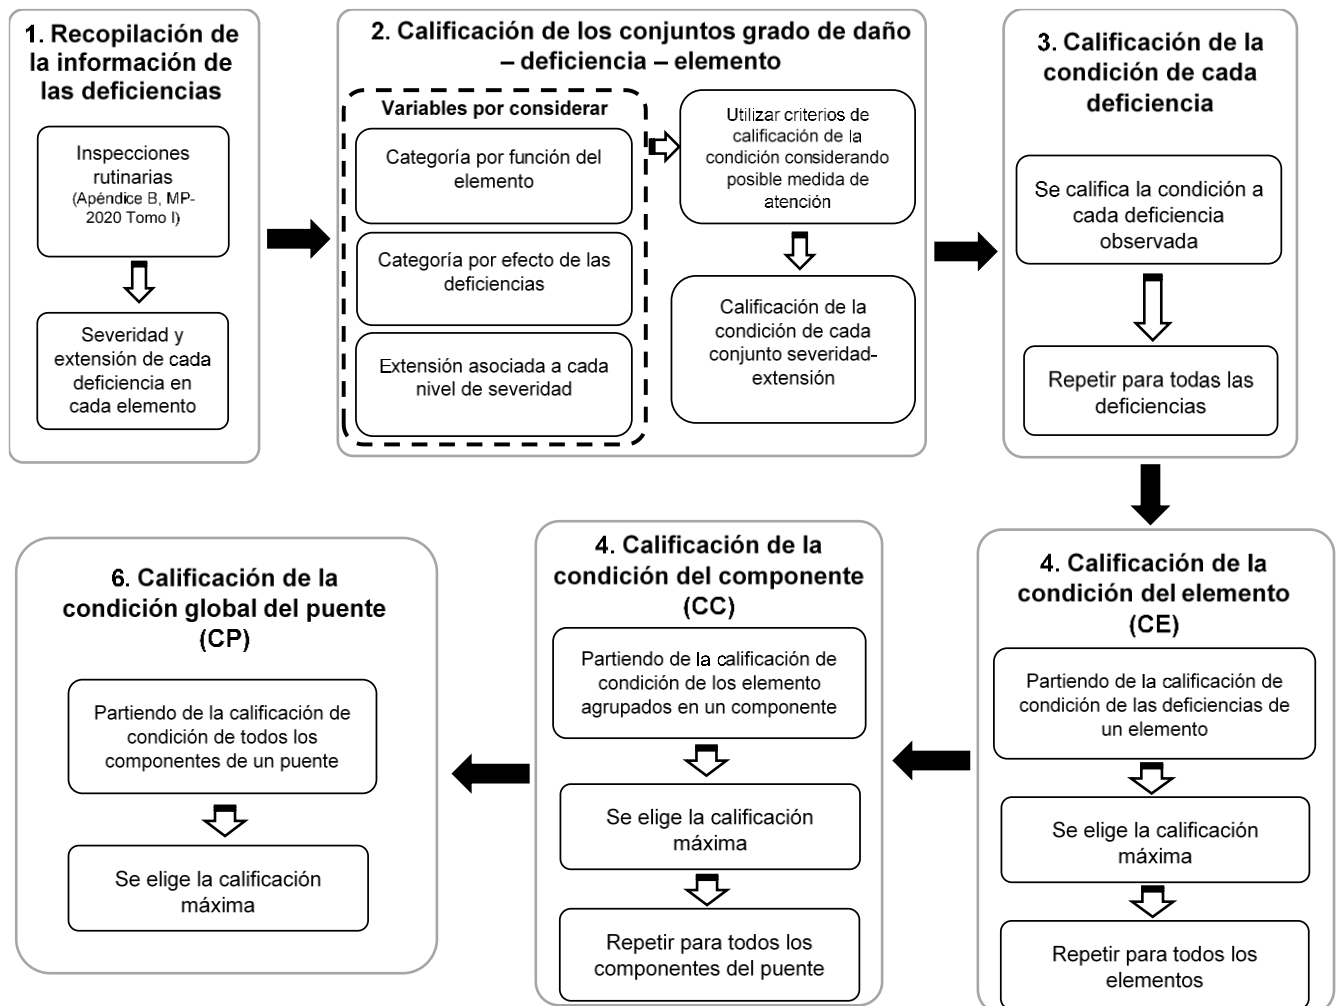 1. Recopilación de
la información de
las deficiencias
Inspecciones
rutinarias
(Apéndice B, MP-
2020 Tomo I)
Severidad y
extensión de cada
deficiencia en
cada elemento
2. Calificación de los conjuntos grado de daño
– deficiencia – elemento
Variables por considerar
Categoría por función del
elemento
Categoría por efecto de las
deficiencias
Extensión asociada a cada
nivel de severidad
Utilizar criterios de
calificación de la
condición considerando
posible medida de
atención
Calificación de la
condición de cada
conjunto severidad-
extensión
3. Calificación de la
condición de cada
deficiencia
Se califica la condición a
cada deficiencia
observada
Repetir para todas las
deficiencias
4. Calificación de la
condición del elemento
(CE)
Partiendo de la calificación de
condición de las deficiencias de
un elemento
Se elige la calificación
máxima
Repetir para todos los
elementos
4. Calificación de la
condición del componente
(CC)
Partiendo de la calificación de
condición de los elemento
agrupados en un componente
Se elige la calificación
máxima
Repetir para todos los
componentes del puente
6. Calificación de la
condición global del puente
(CP)
Partiendo de la calificación de
condición de todos los
componentes de un puente
Se elige la calificación
máxima